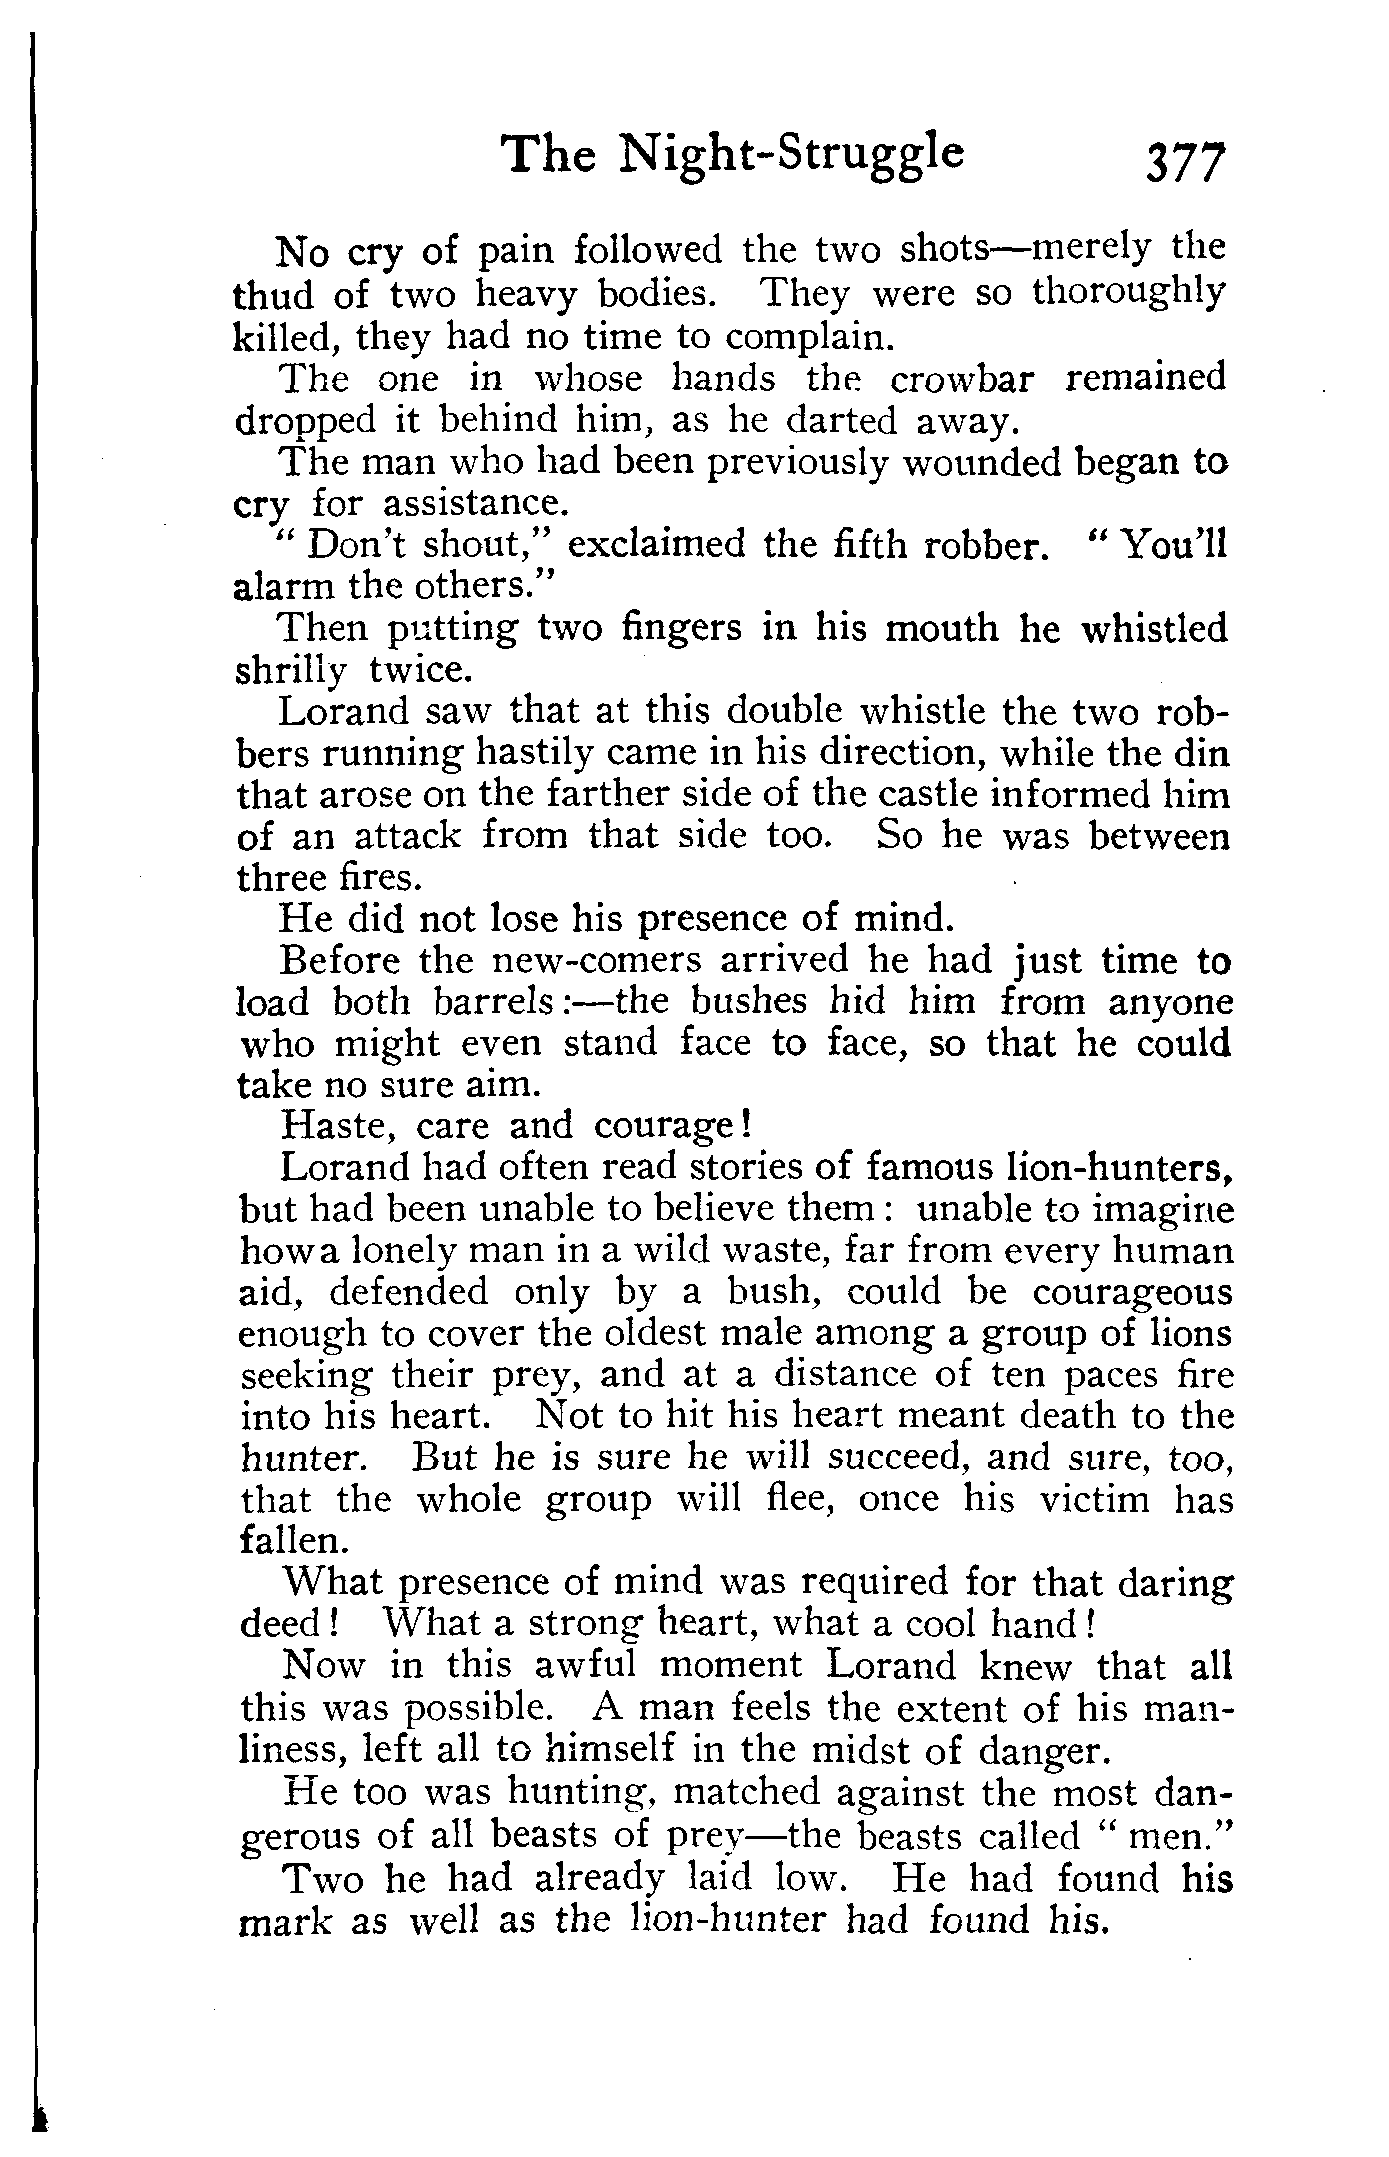 The Night-Struggle 377
No cry of pain followed the two shots—merely the
thud of two heavy bodies. They were so thoroughly
killed, they had no time to complain.
The one in whose hands the crowbar remained
dropped it behind him, as he darted away.
The man who had been previously wounded began to
cry for assistance.
" Don't shout," exclaimed the fifth robber. " You'll
alarm the others."
Then putting two fingers in his mouth he whistled
shrilly twice.
Lorand saw that at this double whistle the two rob-
bers running hastily came in his direction, while the din
that arose on the farther side of the castle informed him
of an attack from that side too. So he was between
three fires.
He did not lose his presence of mind.
Before the new-comers arrived he had just time to
load both barrels :—the bushes hid him from anyone
who might even stand face to face, so that he could
take no sure aim.
Haste, care and courage !
Lorand had often read stories of famous lion-hunters,
but had been unable to believe them : unable to imagine
how a lonely man in a wild waste, far from every human
aid, defended only by a bush, could be courageous
enough to cover the oldest male among a group of lions
seeking their prey, and at a distance of ten paces fire
into his heart. Not to hit his heart meant death to the
hunter. But he is sure he will succeed, and sure, too,
that the whole group will flee, once his victim has
fallen.
What presence of mind was required for that daring
deed ! What a strong heart, what a cool hand !
Now in this awful moment Lorand knew that all
this was possible. A man feels the extent of his man-
liness, left all to himself in the midst of danger.
He too was hunting, matched against the most dan-
gerous of all beasts of prey—the beasts called " men."
Two he had already laid low. He had found his
mark as well as the lion-hunter had found his.